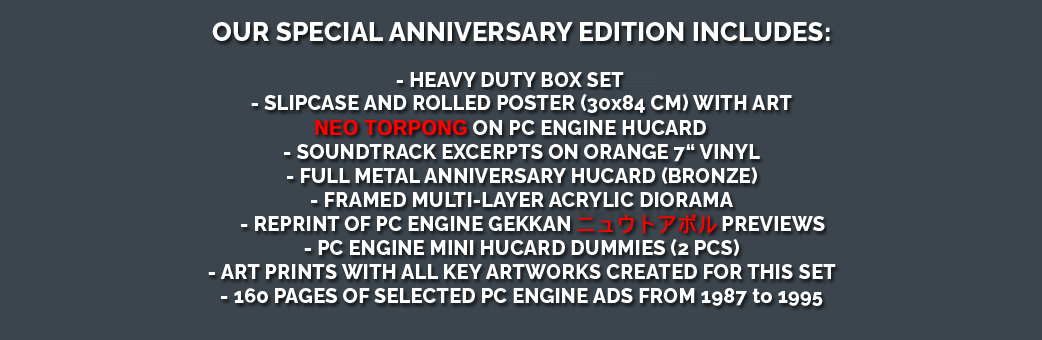 OUR SPECIAL ANNIVERSARY EDITION INCLUDES:
- HEAVY DUTY BOX SET
- SLIPCASE AND ROLLED POSTER (30x84 CM) WITH ART
NEO TORPONG ON PC ENGINE HUCARD
- SOUNDTRACK EXCERPTS ON ORANGE 7“ VINYL
- FULL METAL ANNIVERSARY HUCARD (BRONZE)
- FRAMED MULTI-LAYER ACRYLIC DIORAMA
- REPRINT OF PC ENGINE GEKKAN ニュウトアポル PREVIEWS
- PC ENGINE MINI HUCARD DUMMIES (2 PCS)
- ART PRINTS WITH ALL KEY ARTWORKS CREATED FOR THIS SET
- 160 PAGES OF SELECTED PC ENGINE ADS FROM 1987 to 1995